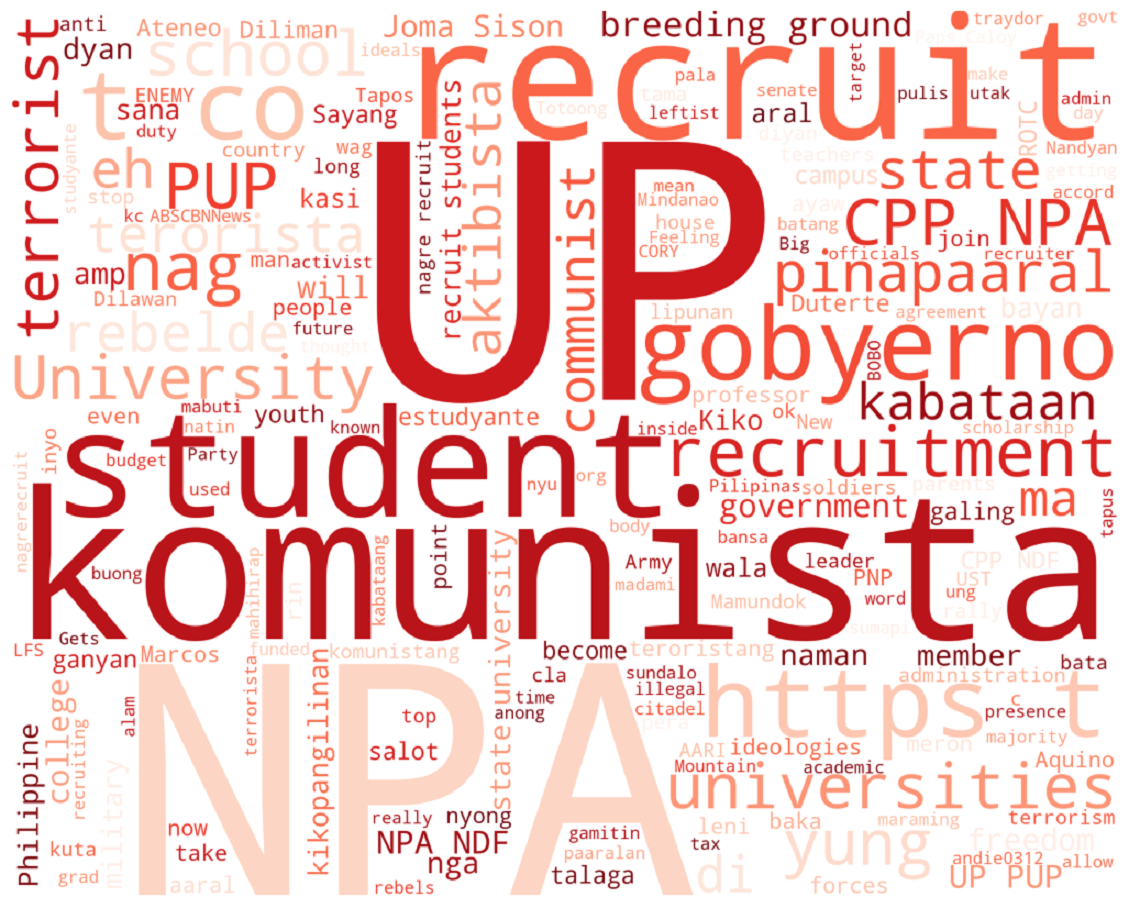 terrorist
anti
dyan
Ateneo
Diliman
Joma Sison
breeding ground
traydor
govt
Paps Caloy
school
ideals
recruit
t co
sana
ENEMY
duty
Tapos
Sayang
recruit students
aktibista
Totoong
tama
pala
leftist
senate
aral
target
pulis
make
utak
admin
day
ROTC
Nandyan
studyante
eh
PUP
country
wag
long
kasi
stop
kc
ABSCBNNews
nagre recruit
UP
communist
mean
Mindanao
house
Feeling
CORY
diyan
teachers
campus
ayaw
batang
Big
state
getting
accord
CPP NPA
join
officials
recruiter
terorista
amp
nag
man
activist
will
Dilawan
people
future
rebelde
thought
pinapaaral
Duterte
agreement
bayan
lipunan
gobyerno
BOBO
University
even
mabuti
natin
youth
known
estudyante
professor
Kiko
ok
New
kabataan
scholarship
inside
inyo
budget
Party
used
student
nyu
org
recruitment
Pilipinas
soldiers
parents
government
galing
ma
tapus
nagrerecruit
komunista
buong
mahihirap
rin
kabataang
point
university
state
body
bansa
Army
madami
wala
leader
PNP
word
Mamundok
CPP NDF
UST
ung
rally
sumapi
LFS
Gets
ganyan
Marcos
funded
komunistang
become
teroristang
naman
member
bata
College
recruiting
alam
terrorista
kikopangilinan
cla
time
anong
sundalo
illegal
citadel
pera
https t
administration
c
presence
majority
Philippine
military
NPA
top
salot
AARI
ideologies
Mountain
academic
meron
Aquino
universities
now
take
kuta
grad
aaral
really
nyong
NPA NDF
nga
rebels
gamitin
paaralan
talaga
tax
leni
baka
maraming
terrorism
di
yung
freedom
forces
andie0312
allow
UP PUP